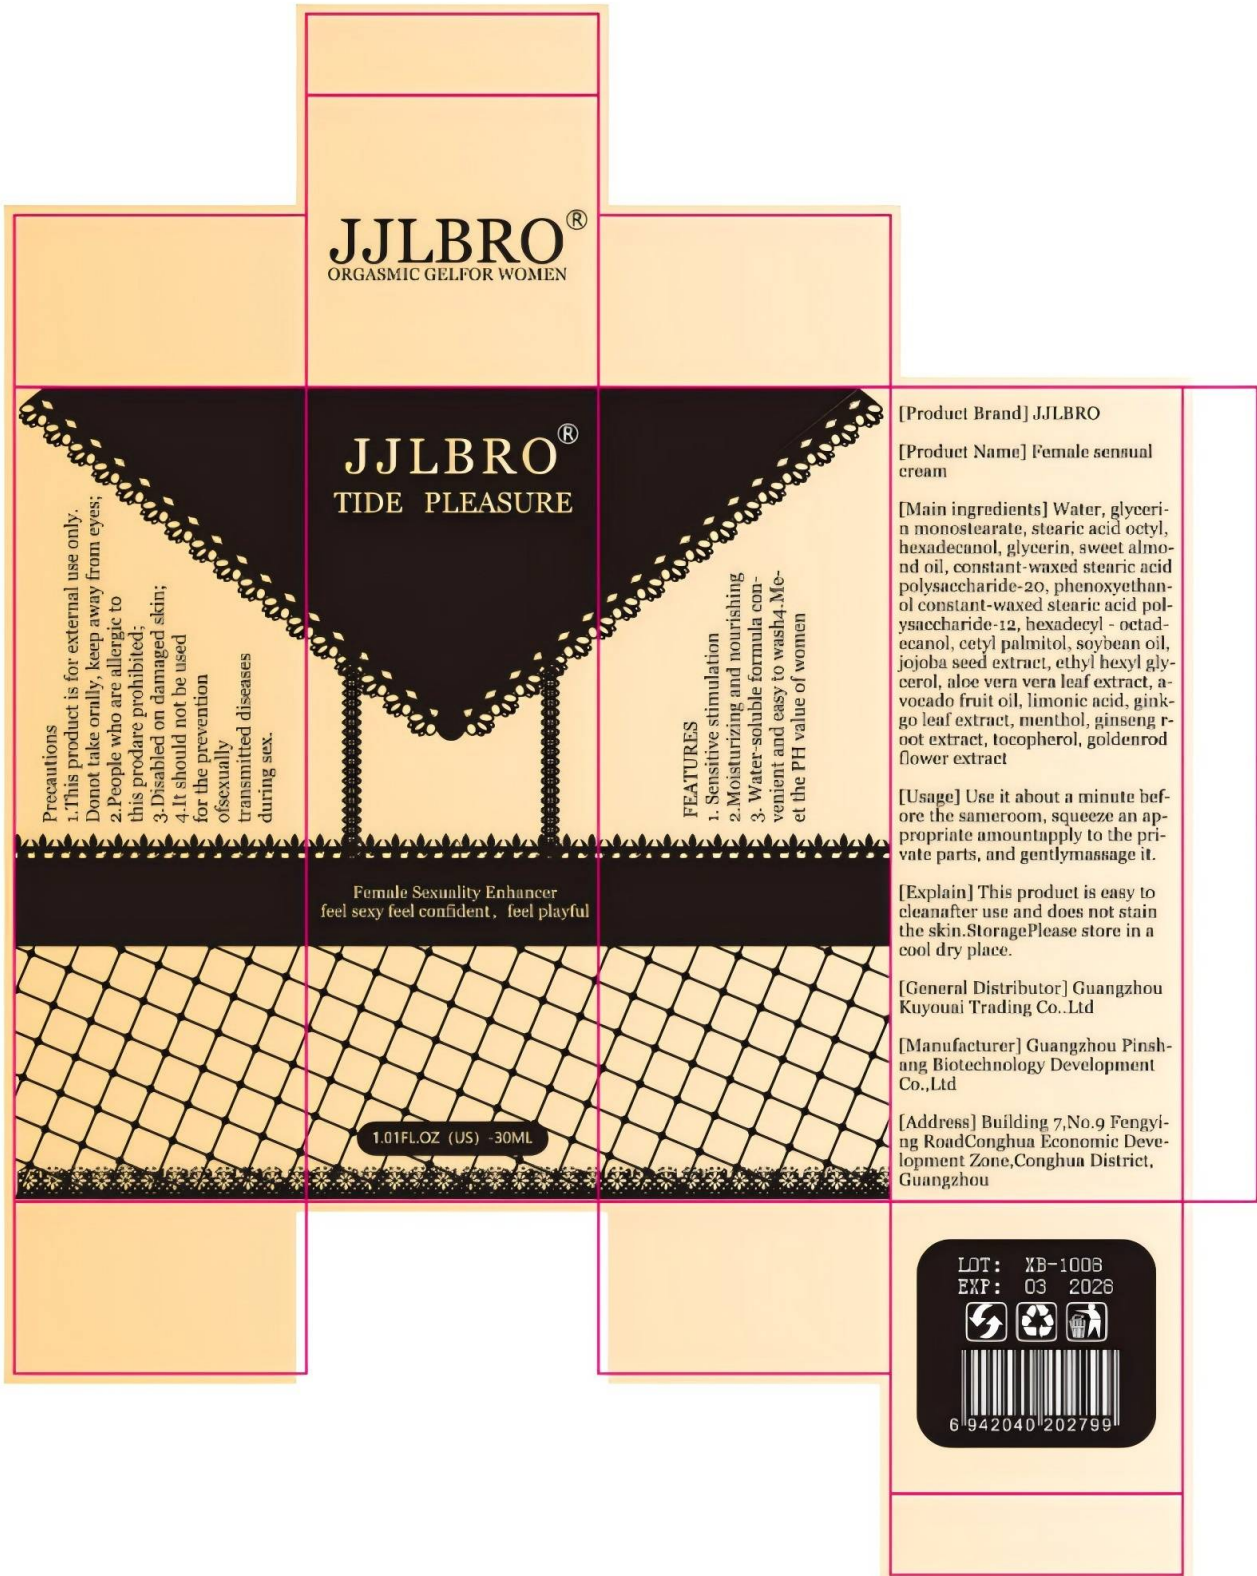 JJLBRO®
ORGASMIC GELFOR WOMEN
JJLBRO®
TIDE PLEASURE
Precautions
1.This product is for external use only.
Donot take orally, keep away from eyes;
2.People who are allergic to
this prodare prohibited;
3.Disabled on damaged skin;
4.It should not be used
for the prevention
ofsexually
transmitted diseases
during sex.
FEATURES
1. Sensitive stimulation
2.Moisturizing and nourishing
3. Water-soluble formula con-
venient and easy to wash4.Me-
et the PH value of women
Female Sexuality Enhancer
feel sexy feel confident, feel playful
1.01FL.OZ (US) -30ML
[Product Brand] JJLBRO
[Product Name] Female sensual
cream
[Main ingredients] Water, glyceri-
n monostearate, stearic acid octyl,
hexadecanol, glycerin, sweet almo-
nd oil, constant-waxed stearic acid
polysaccharide-20, phenoxyethan-
ol constant-waxed stearic acid pol-
ysaccharide-12, hexadecyl - octad-
ecanol, cetyl palmitol, soybean oil,
jojoba seed extract, ethyl hexyl gly-
cerol, aloe vera vera leaf extract, a-
vocado fruit oil, limonic acid, gink-
go leaf extract, menthol, ginseng r-
oot extract, tocopherol, goldenrod
flower extract
[Usage] Use it about a minute bef-
ore the sameroom, squeeze an ap-
propriate amountapply to the pri-
vate parts, and gentlymassage it.
[Explain] This product is easy to
cleanafter use and does not stain
the skin.StoragePlease store in a
cool dry place.
[General Distributor] Guangzhou
Kuyouai Trading Co..Ltd
[Manufacturer] Guangzhou Pinsh-
ang Biotechnology Development
Co.,Ltd
[Address] Building 7,No.9 Fengyi-
ng RoadConghua Economic Deve-
lopment Zone,Conghua District,
Guangzhou
LOT: XB-1006
EXP: 03 2026
6 942040 202799